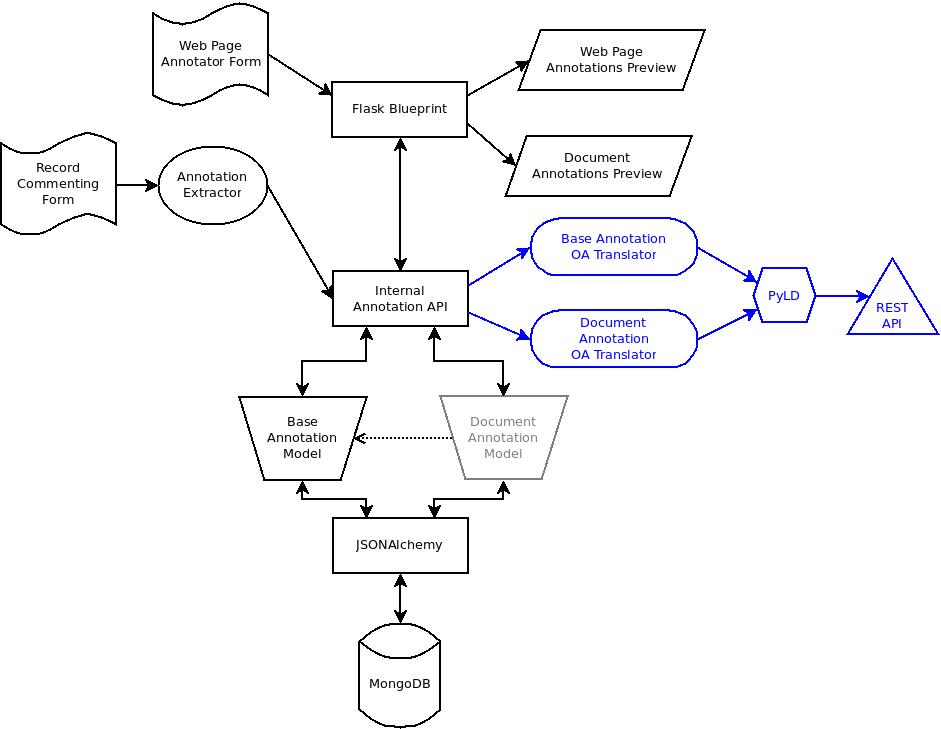 Web Page
Annotator Form
Web Page
Annotations Preview
Flask Blueprint
Document
Annotations Preview
Record
Commenting
Form
Annotation
Extractor
Base Annotation
OA Translator
Internal
Annotation API
PyLD
REST
API
Document
Annotation
OA Translator
Base
Annotation
Model
Document
Annotation
Model
JSONAlchemy
MongoDB